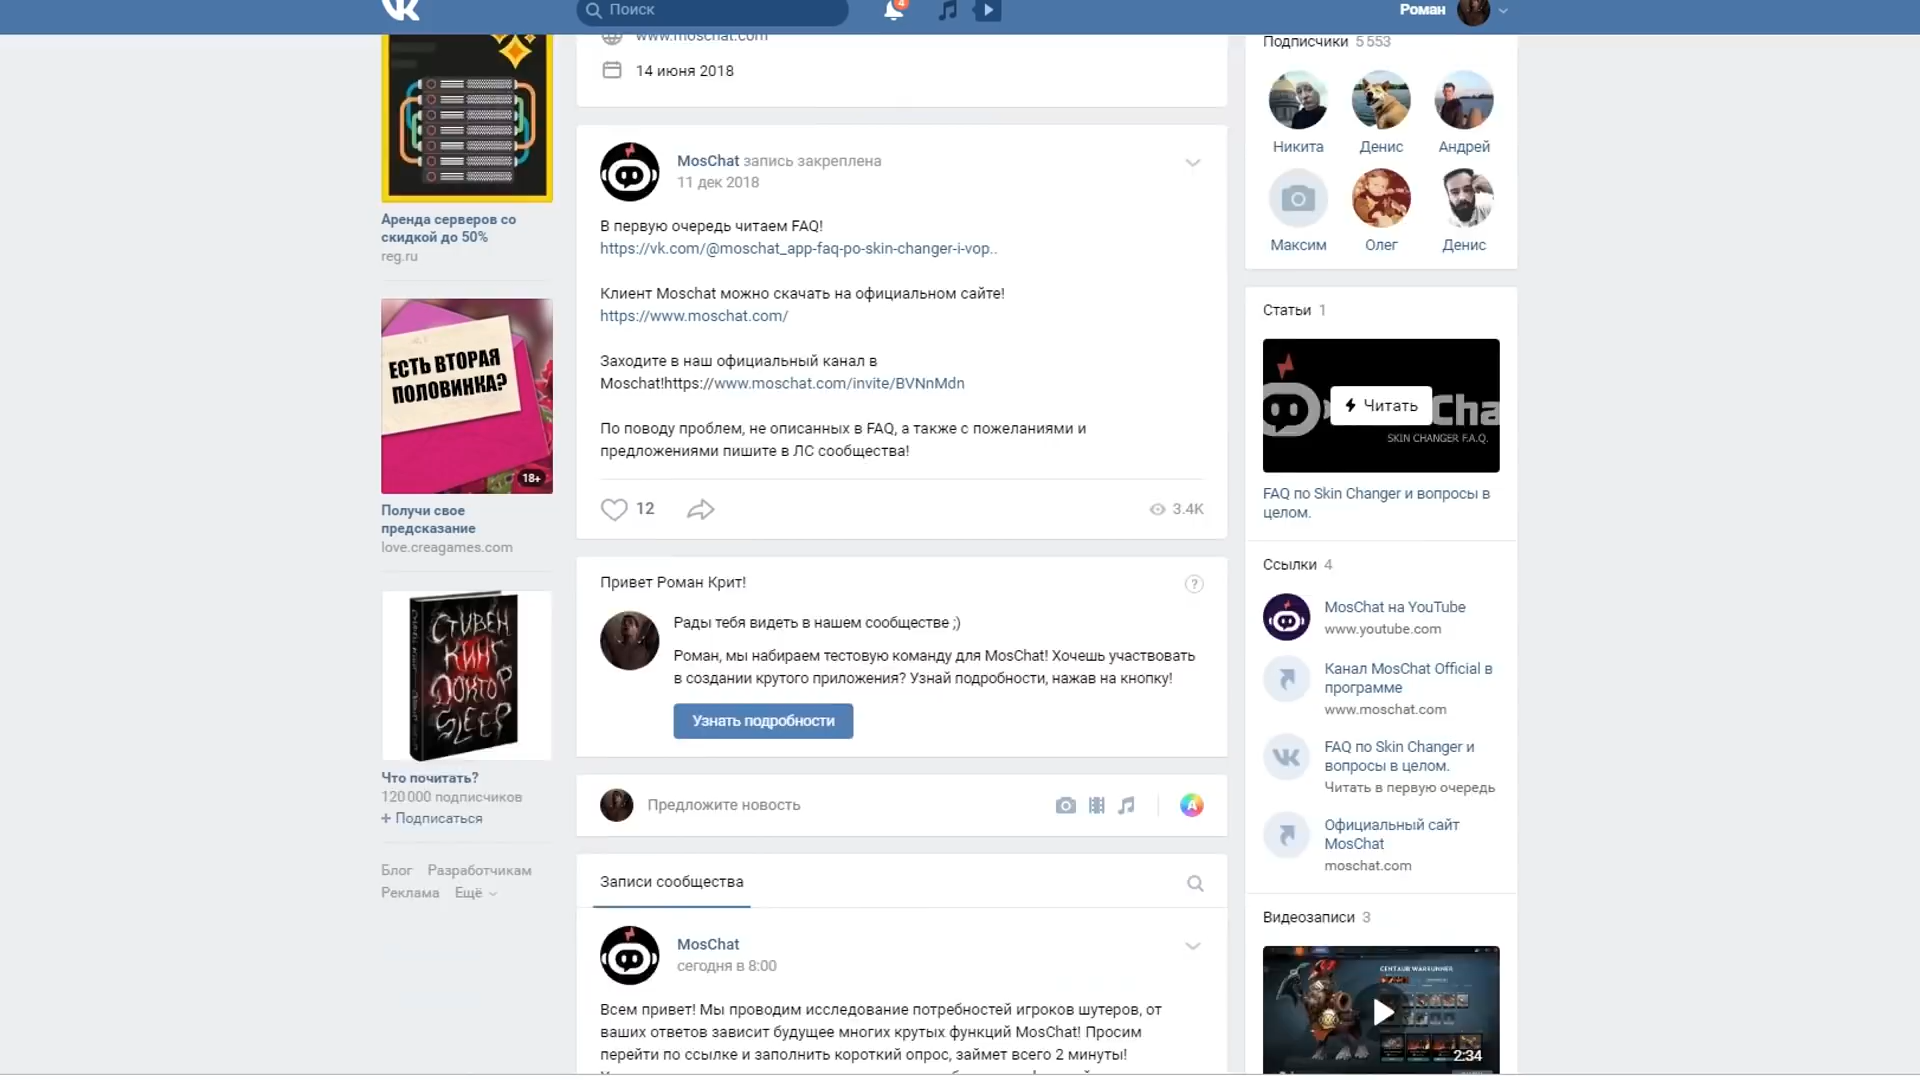 Поиск
4
Роман
Аренда серверов со
скидкой до 50%
reg.ru
ЕСТЬ ВТОРАЯ
ПОЛОВИНКА?
18+
Получи свое
предсказание
love.creagames.com
СТИВЕН
КИНГ
ДОКТОР
SLEEP
Что почитать?
120 000 подписчиков
+ Подписаться
Блог Разработчикам
Реклама Ещё
www.moschat.com
14 июня 2018
MosChat запись закреплена
11 дек 2018
В первую очередь читаем FAQ!
https://vk.com/@moschat_app-faq-po-skin-changer-i-vop..
Клиент Moschat можно скачать на официальном сайте!
https://www.moschat.com/
Заходите в наш официальный канал в
Moschat!https://www.moschat.com/invite/BVNnMdn
По поводу проблем, не описанных в FAQ, а также с пожеланиями и
предложениями пишите в ЛС сообщества!
12
3.4K
Привет Роман Крит!
?
Рады тебя видеть в нашем сообществе ;)
Роман, мы набираем тестовую команду для MosChat! Хочешь участвовать
в создании крутого приложения? Узнай подробности, нажав на кнопку!
Узнать подробности
Предложите новость
A
Записи сообщества
MosChat
сегодня в 8:00
Всем привет! Мы проводим исследование потребностей игроков шутеров, от
ваших ответов зависит будущее многих крутых функций MosChat! Просим
перейти по ссылке и заполнить короткий опрос, займет всего 2 минуты!
Подписчики 5 553
Никита Денис Андрей
Максим Олег Денис
Статьи 1
Читать
Cha
SKIN CHANGER F.A.Q.
FAQ по Skin Changer и вопросы в
целом.
Ссылки 4
MosChat на YouTube
www.youtube.com
Канал MosChat Official в
программе
www.moschat.com
FAQ по Skin Changer и
вопросы в целом.
Читать в первую очередь
Официальный сайт
MosChat
moschat.com
Видеозаписи 3
CENTAUR WARRUNNER
2:34